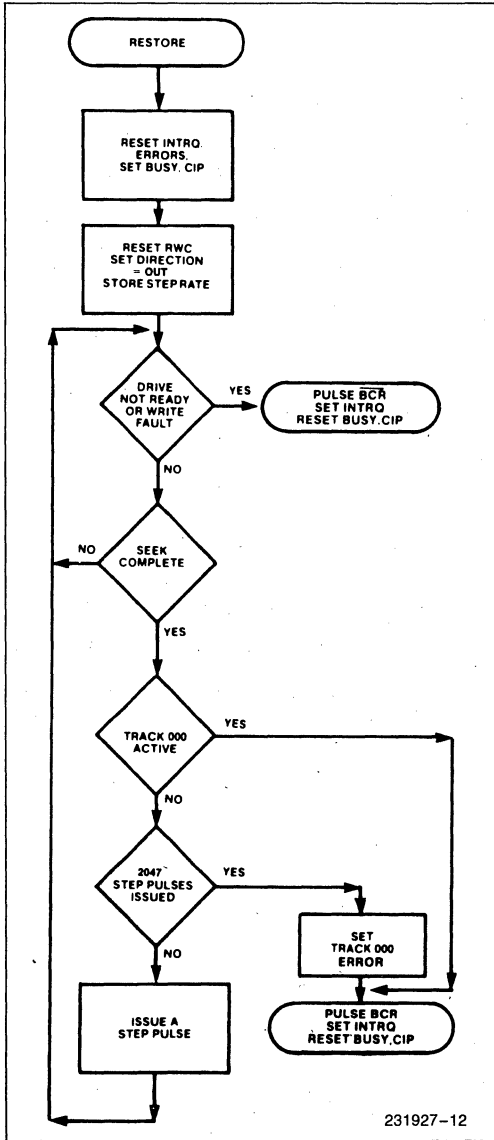 RESTORE
RESET INTRQ
ERRORS,
SET BUSY, CIP
RESET RWC
SET DIRECTION
= OUT
STORE STEP RATE
DRIVE
NOT READY
OR WRITE
FAULT
YES
PULSE BCR
SET INTRQ
RESET BUSY, CIP
NO
SEEK
COMPLETE
NO
YES
TRACK 000
ACTIVE
YES
NO
2047
STEP PULSES
ISSUED
YES
SET
TRACK 000
ERROR
NO
ISSUE A
STEP PULSE
PULSE BCR
SET INTRQ
RESET BUSY, CIP
231927–12